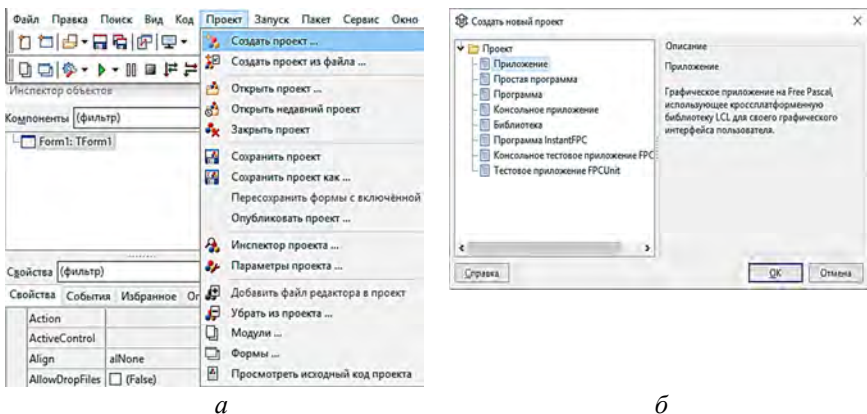 Файл Правка Поиск Вид Код Проект Запуск Пакет Сервис Окно
Инспектор объектов
Компоненты (фильтр)
Form1: TForm1
Свойства (фильтр)
Свойства События Избранное Ог
Action
ActiveControl
Align alNone
AllowDropFiles (False)
Создать проект ...
Создать проект из файла ...
Открыть проект ...
Открыть недавний проект
Закрыть проект
Сохранить проект
Сохранить проект как ...
Пересохранить формы с включённой
Опубликовать проект ...
Инспектор проекта ...
Параметры проекта ...
Добавить файл редактора в проект
Убрать из проекта ...
Модули ...
Формы ...
Просмотреть исходный код проекта
а
Создать новый проект
Проект
Приложение
Простая программа
Программа
Консольное приложение
Библиотека
Программа InstantFPC
Консольное тестовое приложение FPC
Тестовое приложение FPCUnit
Описание
Приложение
Графическое приложение на Free Pascal,
использующее кроссплатформенную
библиотеку LCL для своего графического
интерфейса пользователя.
Справка
OK
Отмена
б